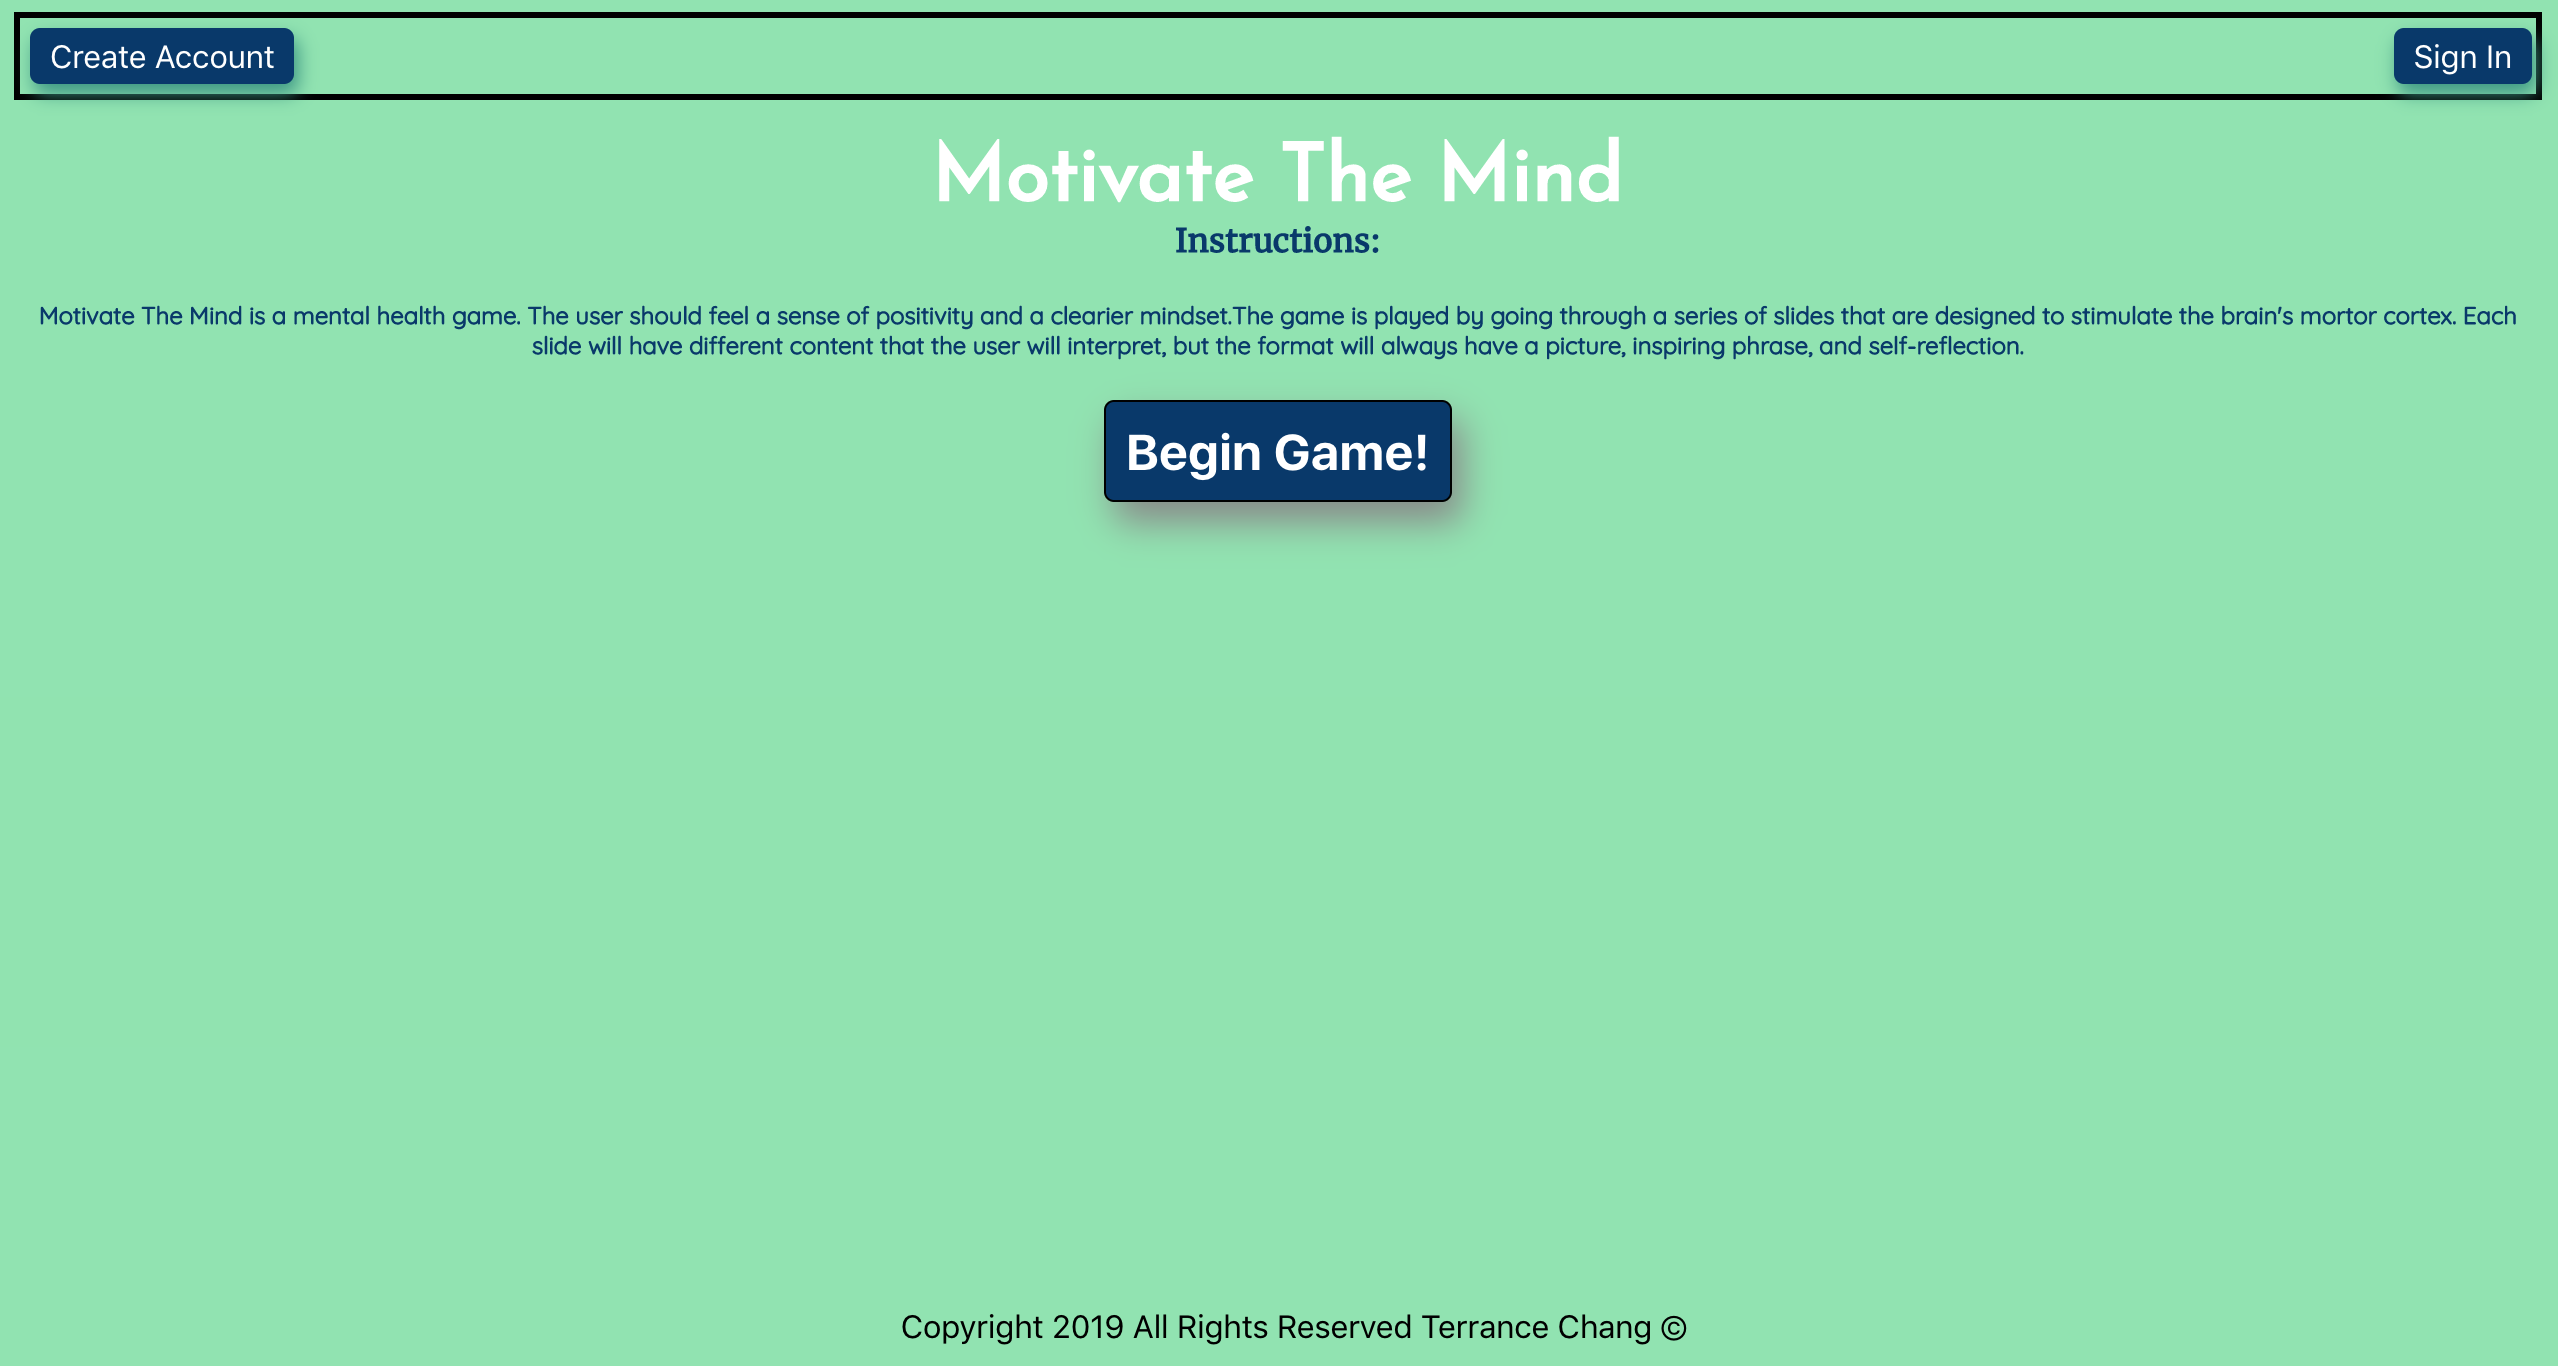 Create Account
Sign In
Motivate The Mind
Instructions:
Motivate The Mind is a mental health game. The user should feel a sense of positivity and a clearier mindset.The game is played by going through a series of slides that are designed to stimulate the brain's mortor cortex. Each
slide will have different content that the user will interpret, but the format will always have a picture, inspiring phrase, and self-reflection.
Begin Game!
Copyright 2019 All Rights Reserved Terrance Chang ©